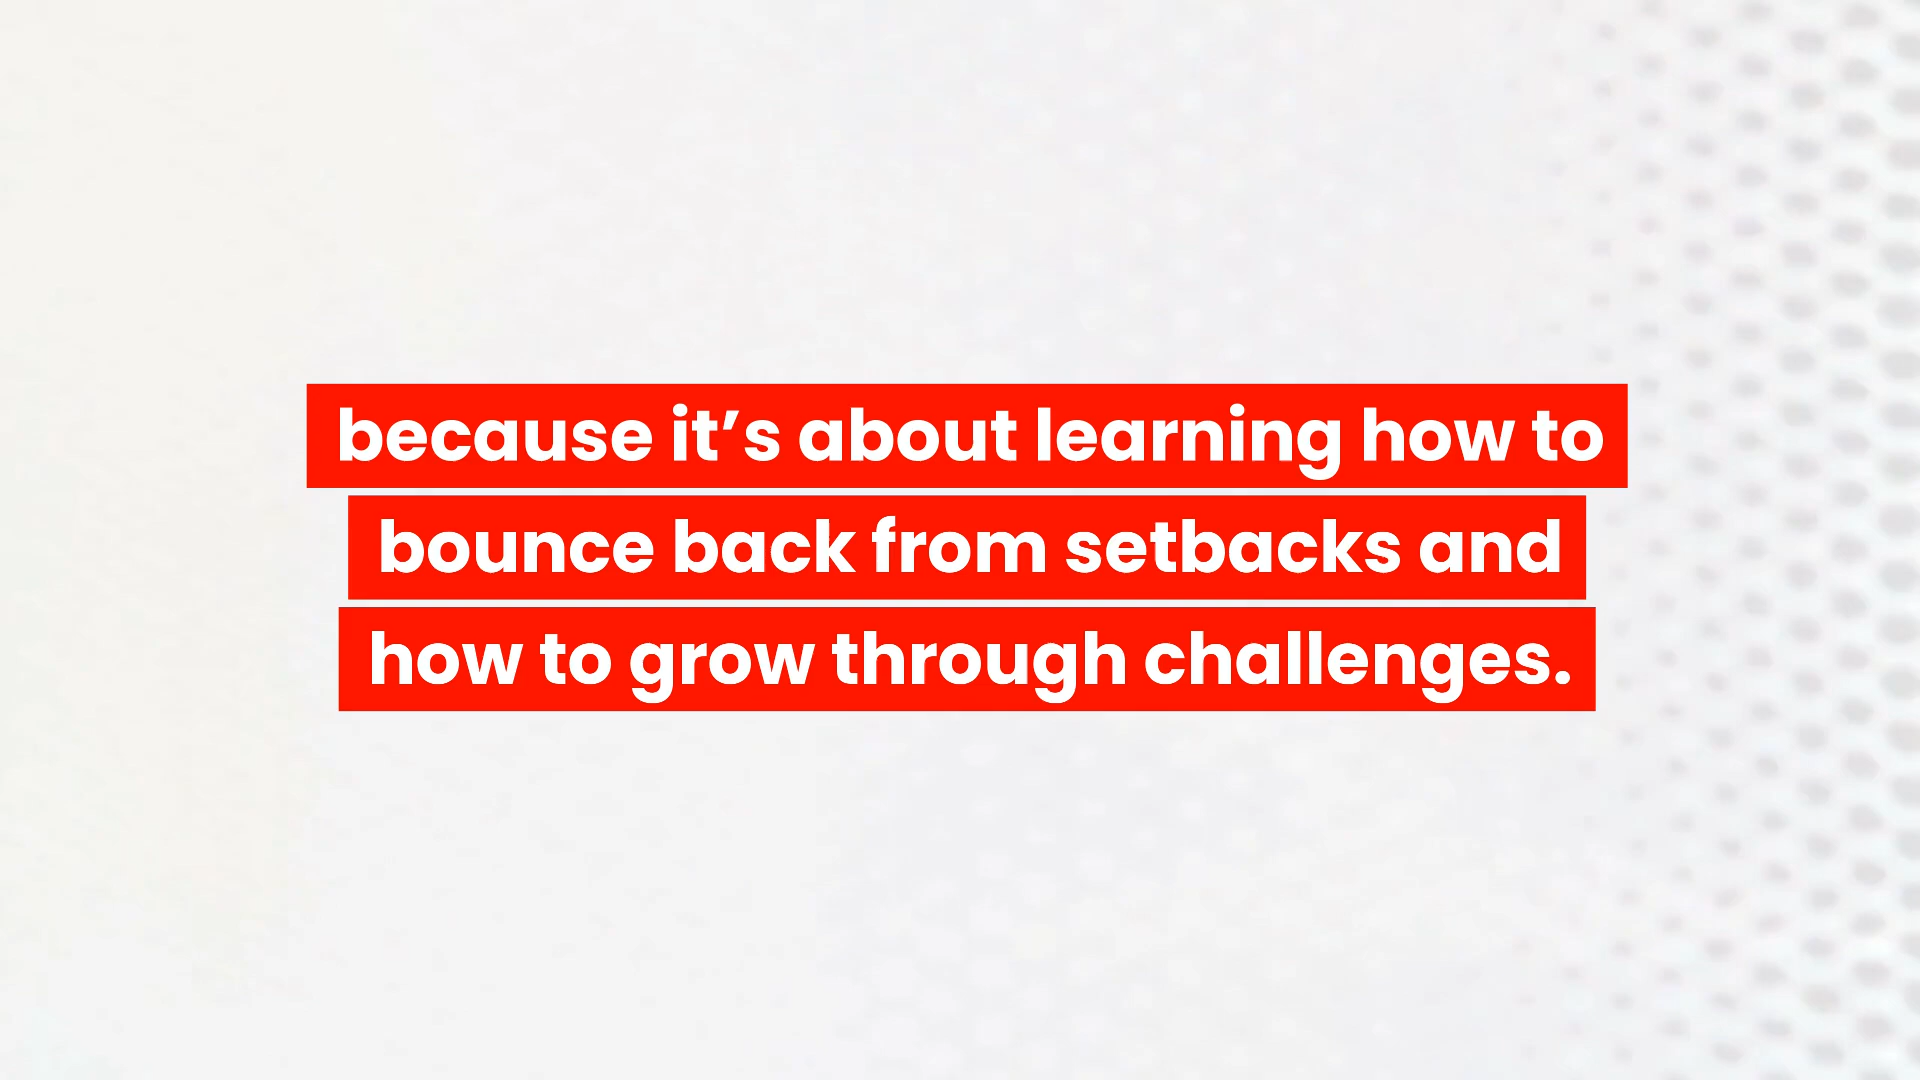 because it’s about learning how to
bounce back from setbacks and
how to grow through challenges.